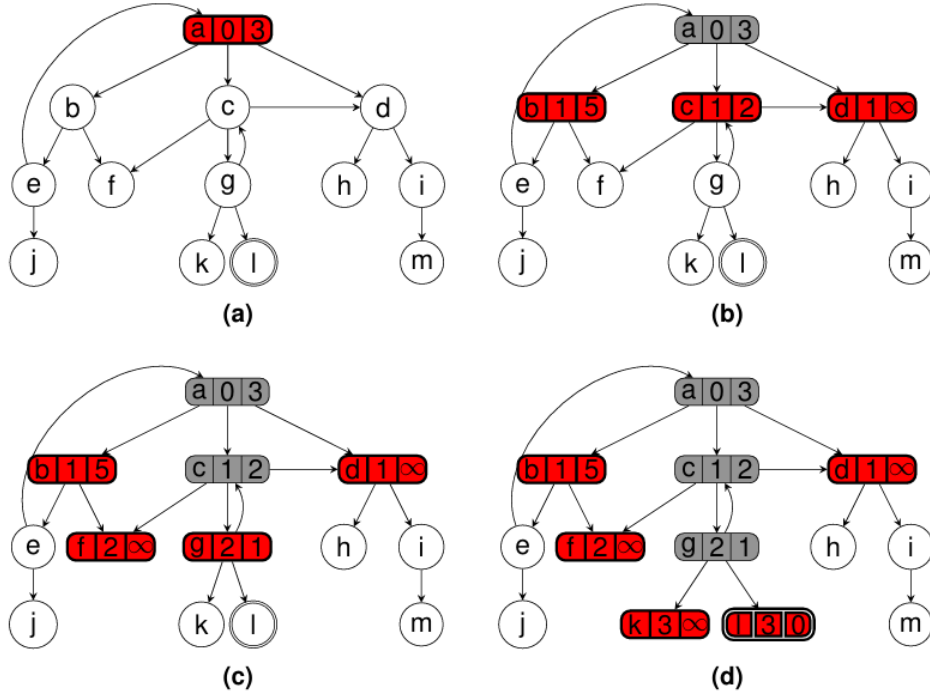 a 0 3
a 0 3
b c d
b 1 5 c 1 2 d 1 ∞
e f g h i
e f g h i
j k l m
j k l m
(a)
(b)
a 0 3
a 0 3
b 1 5 c 1 2 d 1 ∞
b 1 5 c 1 2 d 1 ∞
e f 2 ∞ g 2 1 h i
e f 2 ∞ g 2 1 h i
j k l m
j k 3 ∞ l 3 0 m
(c)
(d)